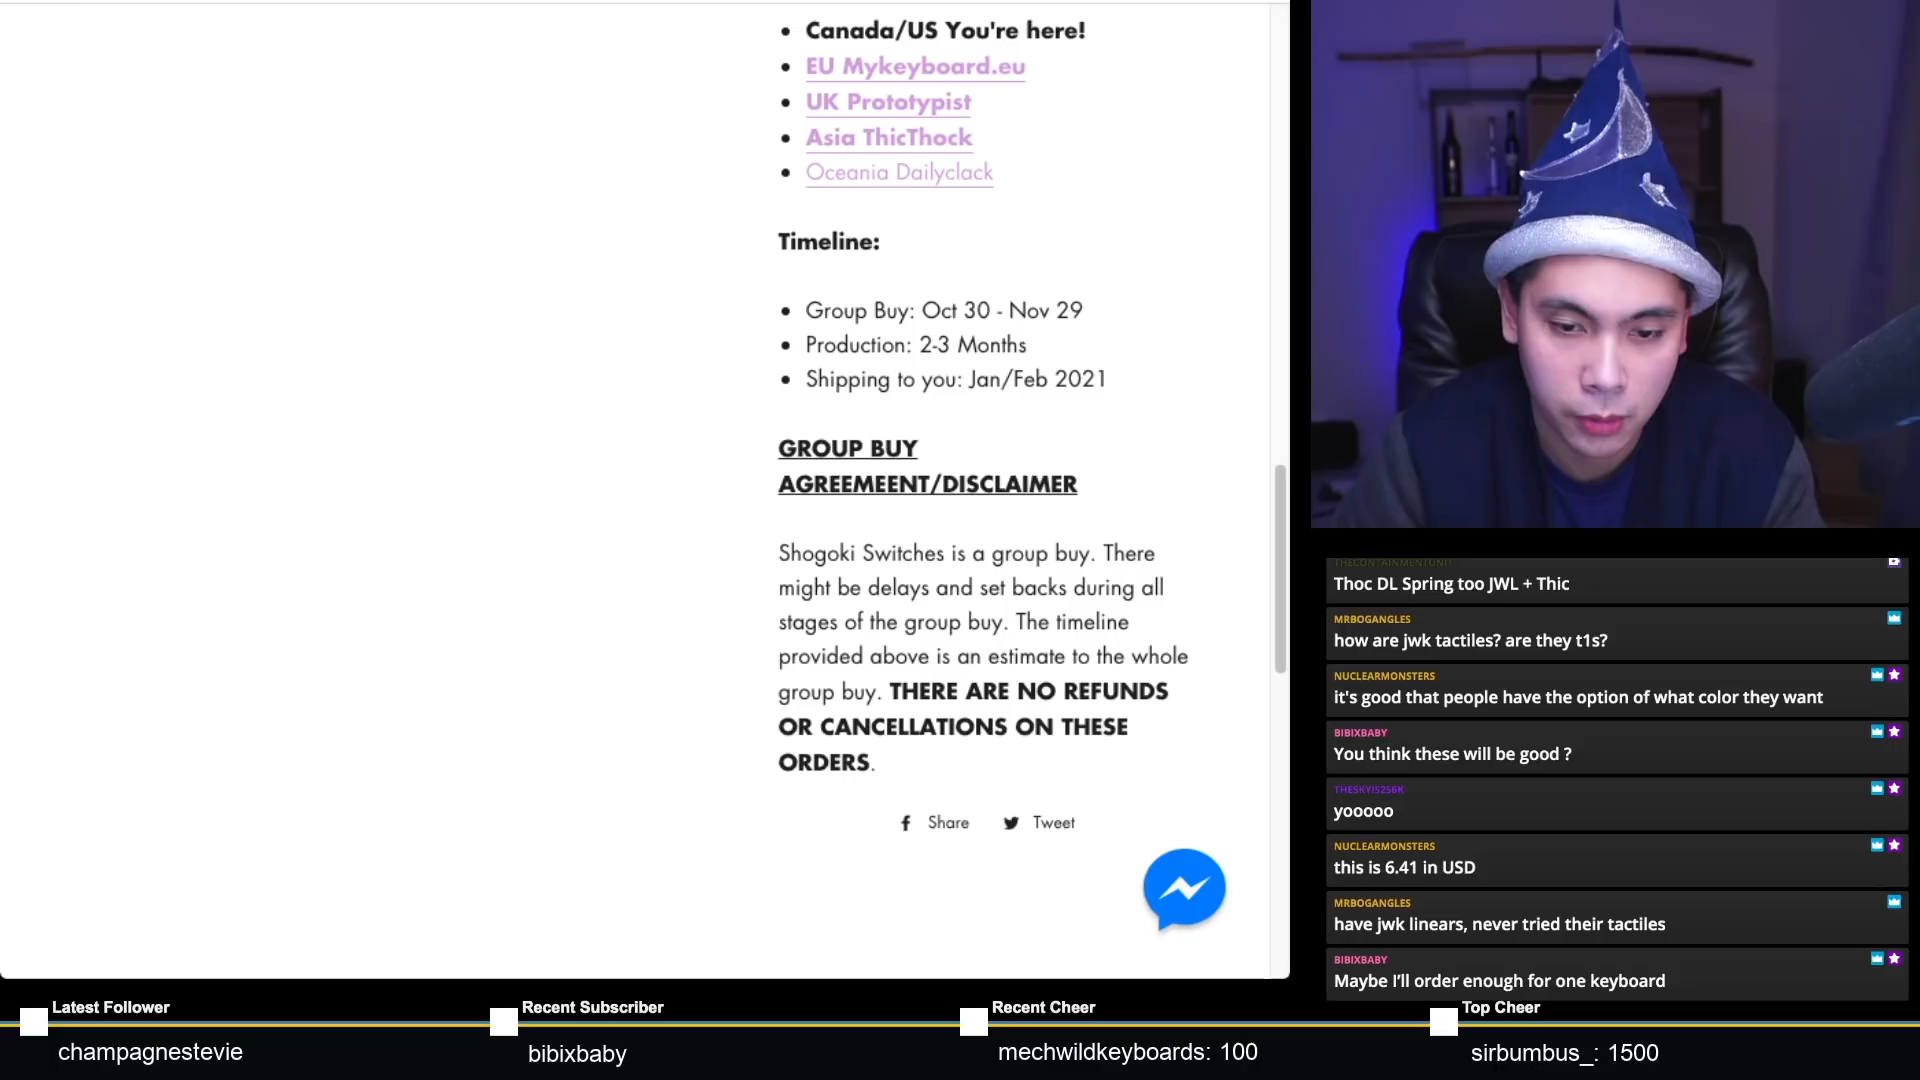 Canada/US You're here!
EU Mykeyboard.eu
UK Prototypist
Asia ThicThock
Oceania Dailyclack
Timeline:
Group Buy: Oct 30 - Nov 29
Production: 2-3 Months
Shipping to you: Jan/Feb 2021
GROUP BUY
AGREEMEENT/DISCLAIMER
Shogoki Switches is a group buy. There
might be delays and set backs during all
stages of the group buy. The timeline
provided above is an estimate to the whole
group buy. THERE ARE NO REFUNDS
OR CANCELLATIONS ON THESE
ORDERS.
Share Tweet
THECONTAINMENTUNIT
Thoc DL Spring too JWL + Thic
MRBOGANGLES
how are jwk tactiles? are they t1s?
NUCLEARMONSTERS
it's good that people have the option of what color they want
BIBIXBABY
You think these will be good ?
THESKYIS256K
yooooo
NUCLEARMONSTERS
this is 6.41 in USD
MRBOGANGLES
have jwk linears, never tried their tactiles
BIBIXBABY
Maybe I'll order enough for one keyboard
Latest Follower
champagnestevie
Recent Subscriber
bibixbaby
Recent Cheer
mechwildkeyboards: 100
Top Cheer
sirbumbus_: 1500